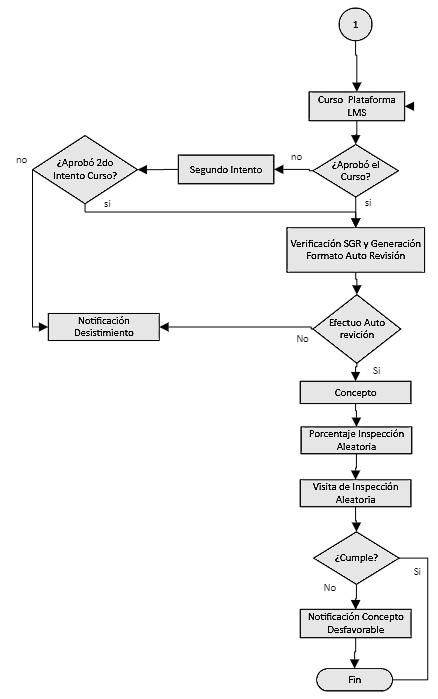 1
Curso Plataforma
LMS
no
¿Aprobó 2do
Intento Curso?
Segundo Intento
no
¿Aprobó el
Curso?
si
si
Verificación SGR y Generación
Formato Auto Revisión
Notificación
Desistimiento
No
Efectuo Auto
revición
Si
Concepto
Porcentaje Inspección
Aleatoria
Visita de Inspección
Aleatoria
¿Cumple?
Si
No
Notificación Concepto
Desfavorable
Fin